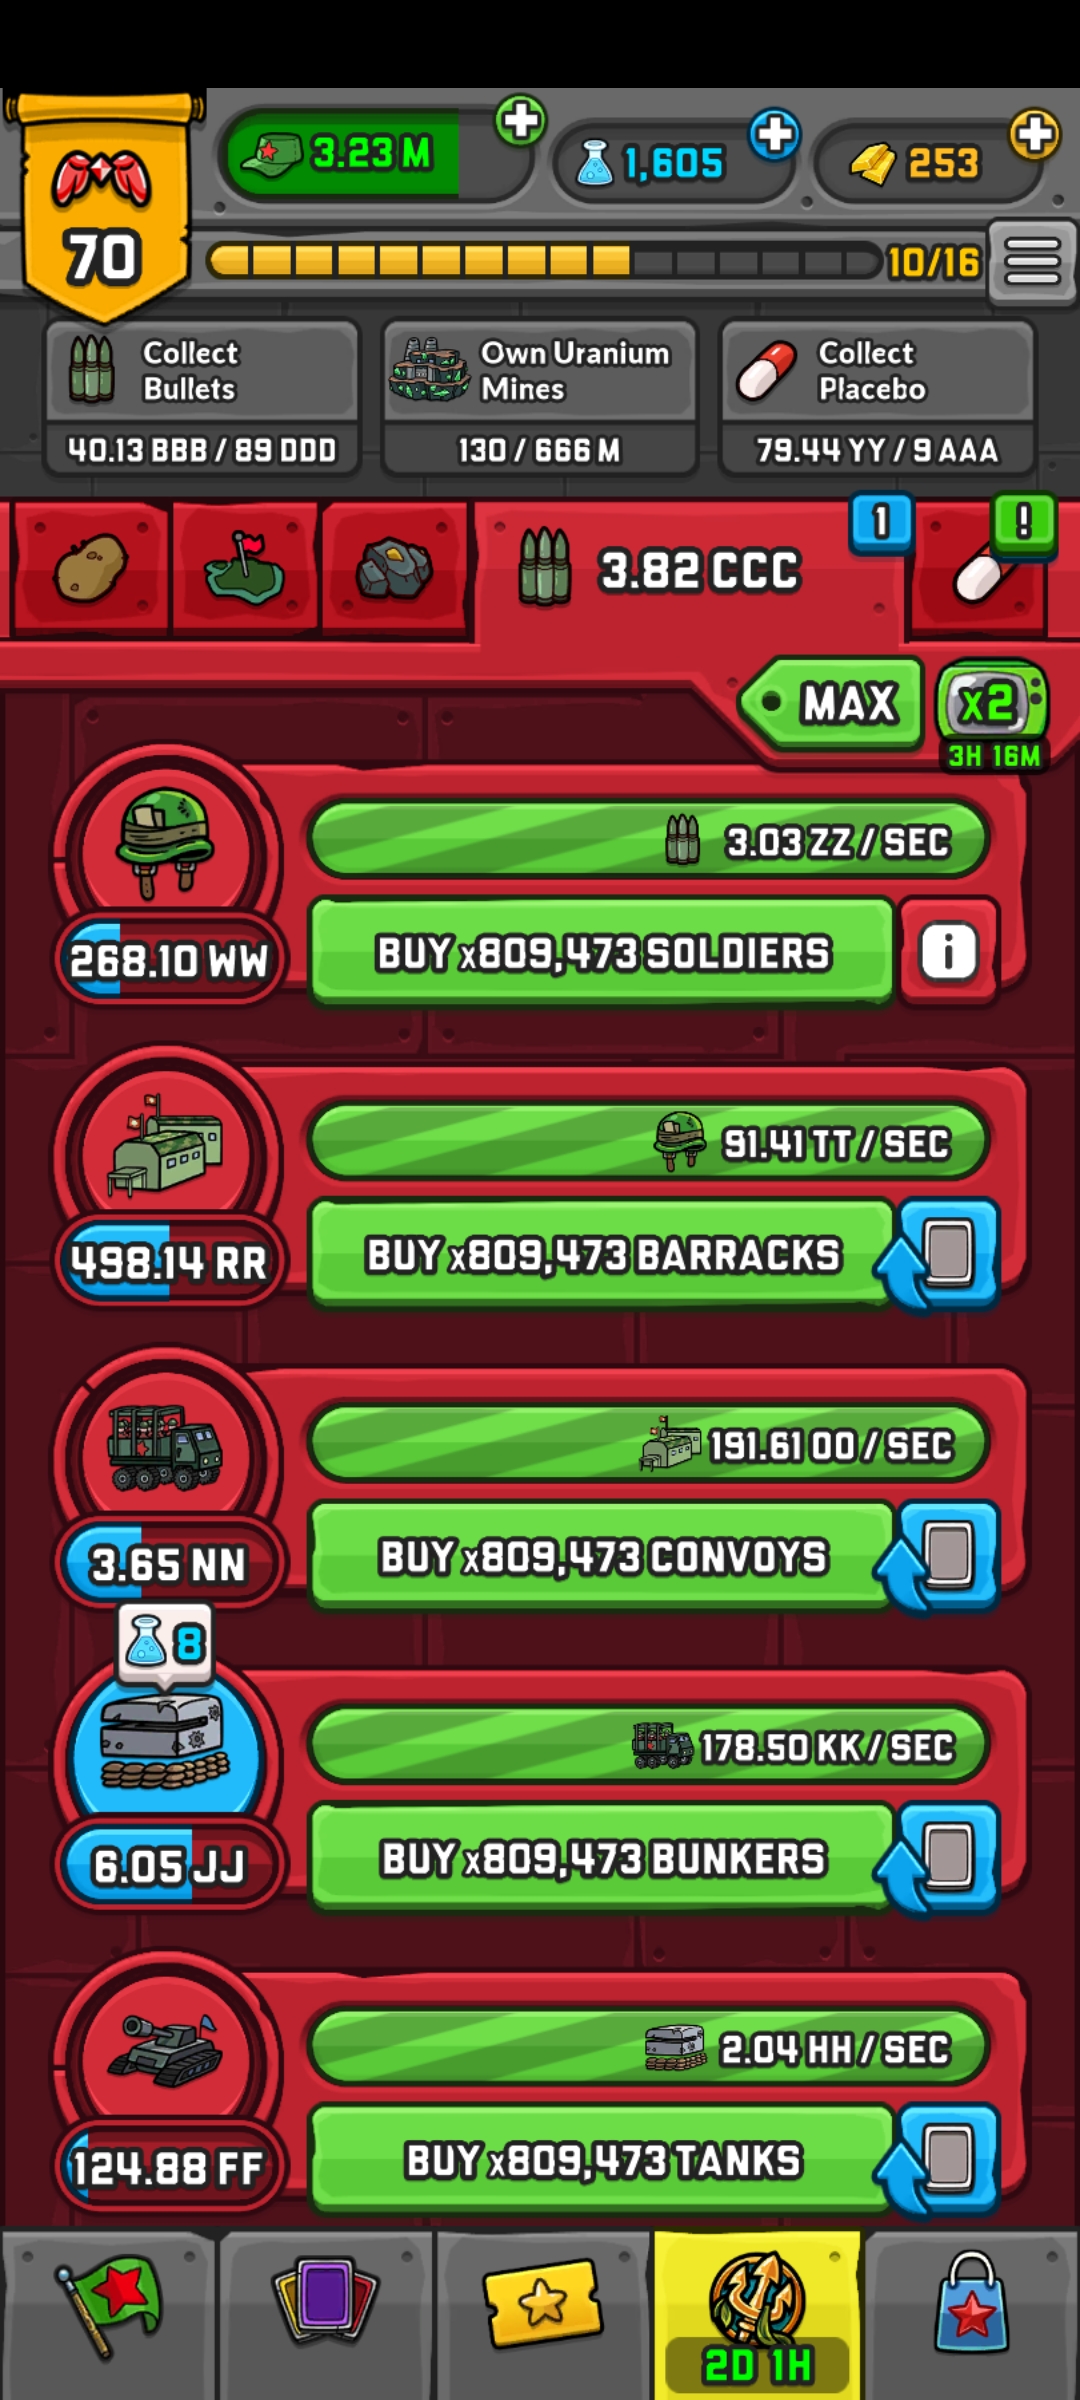 3.23 M
1,605
253
70
10/16
Collect
Bullets
40.13 BBB / 89 DDD
Own Uranium
Mines
130 / 666 M
Collect
Placebo
79.44 YY / 9 AAA
3.82 CCC
1
!
MAX
x2
3H 16M
3.03 ZZ / SEC
268.10 WW
BUY x809,473 SOLDIERS
i
91.41 TT / SEC
498.14 RR
BUY x809,473 BARRACKS
191.61 OO / SEC
3.65 NN
BUY x809,473 CONVOYS
8
178.50 KK / SEC
6.05 JJ
BUY x809,473 BUNKERS
2.04 HH / SEC
124.88 FF
BUY x809,473 TANKS
2D 1H